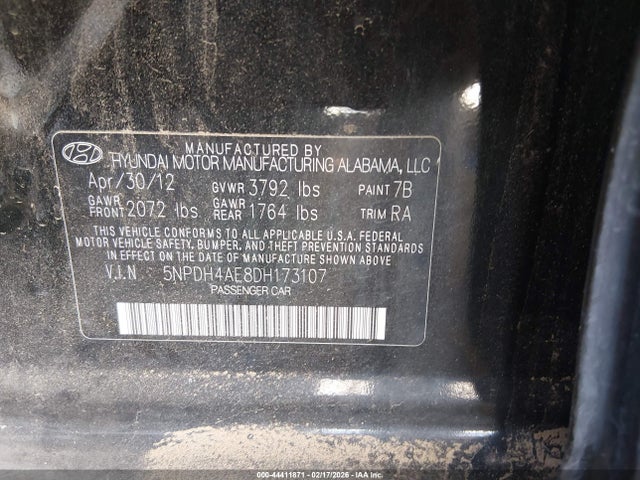 MANUFACTURED BY
HYUNDAI MOTOR MANUFACTURING ALABAMA, LLC
Apr/30/12 GVWR 3792 lbs PAINT 7B
GAWR FRONT 2072 lbs GAWR REAR 1764 lbs TRIM RA
THIS VEHICLE CONFORMS TO ALL APPLICABLE U.S.A. FEDERAL
MOTOR VEHICLE SAFETY, BUMPER, AND THEFT PREVENTION STANDARDS
IN EFFECT ON THE DATE OF MANUFACTURE SHOWN ABOVE.
V.I.N 5NPDH4AE8DH173107
PASSENGER CAR
000-44411871 - 02/17/2026 - IAA Inc.